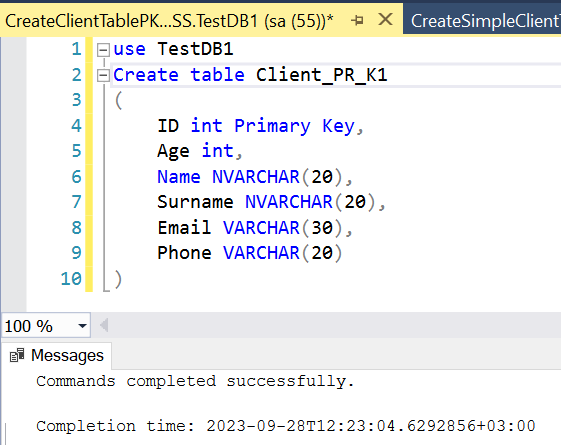 CreateClientTablePK...SS.TestDB1 (sa (55))* CreateSimpleClient
1 use TestDB1
2 Create table Client_PR_K1
3 (
4 ID int Primary Key,
5 Age int,
6 Name NVARCHAR(20),
7 Surname NVARCHAR(20),
8 Email VARCHAR(30),
9 Phone VARCHAR(20)
10 )
100 %
Messages
Commands completed successfully.
Completion time: 2023-09-28T12:23:04.6292856+03:00